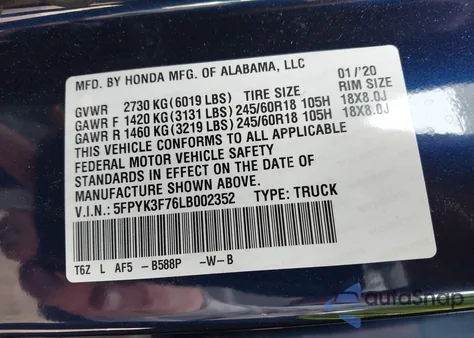 MFD. BY HONDA MFG. OF ALABAMA, LLC 01/'20
GVWR 2730 KG (6019 LBS) TIRE SIZE RIM SIZE
GAWR F 1420 KG (3131 LBS) 245/60R18 105H 18X8.0J
GAWR R 1460 KG (3219 LBS) 245/60R18 105H 18X8.0J
THIS VEHICLE CONFORMS TO ALL APPLICABLE
FEDERAL MOTOR VEHICLE SAFETY
STANDARDS IN EFFECT ON THE DATE OF
MANUFACTURE SHOWN ABOVE.
V.I.N.: 5FPYK3F76LB002352 TYPE: TRUCK
T6Z L AF5 -B588P -W-B
autoSnap